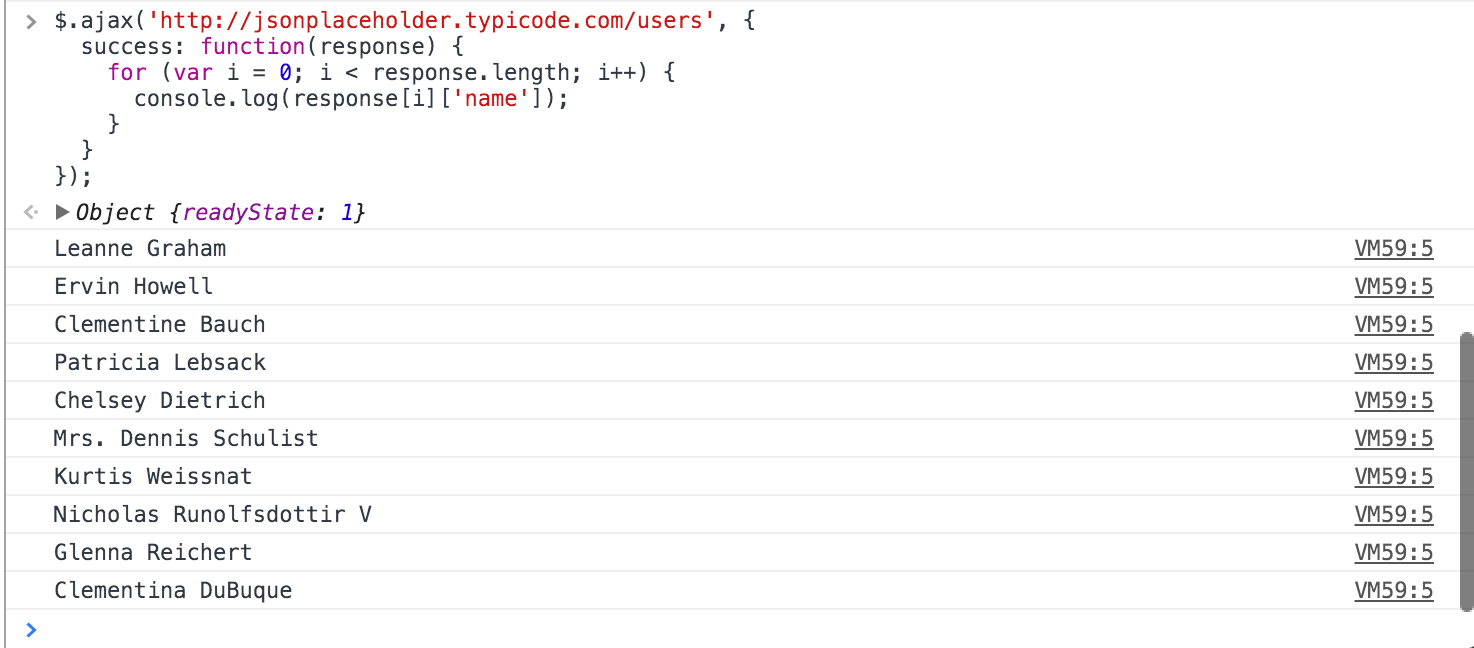 > $.ajax('http://jsonplaceholder.typicode.com/users', {
success: function(response) {
for (var i = 0; i < response.length; i++) {
console.log(response[i]['name']);
}
}
});
Object {readyState: 1}
Leanne Graham VM59:5
Ervin Howell VM59:5
Clementine Bauch VM59:5
Patricia Lebsack VM59:5
Chelsey Dietrich VM59:5
Mrs. Dennis Schulist VM59:5
Kurtis Weissnat VM59:5
Nicholas Runolfsdottir V VM59:5
Glenna Reichert VM59:5
Clementina DuBuque VM59:5
>